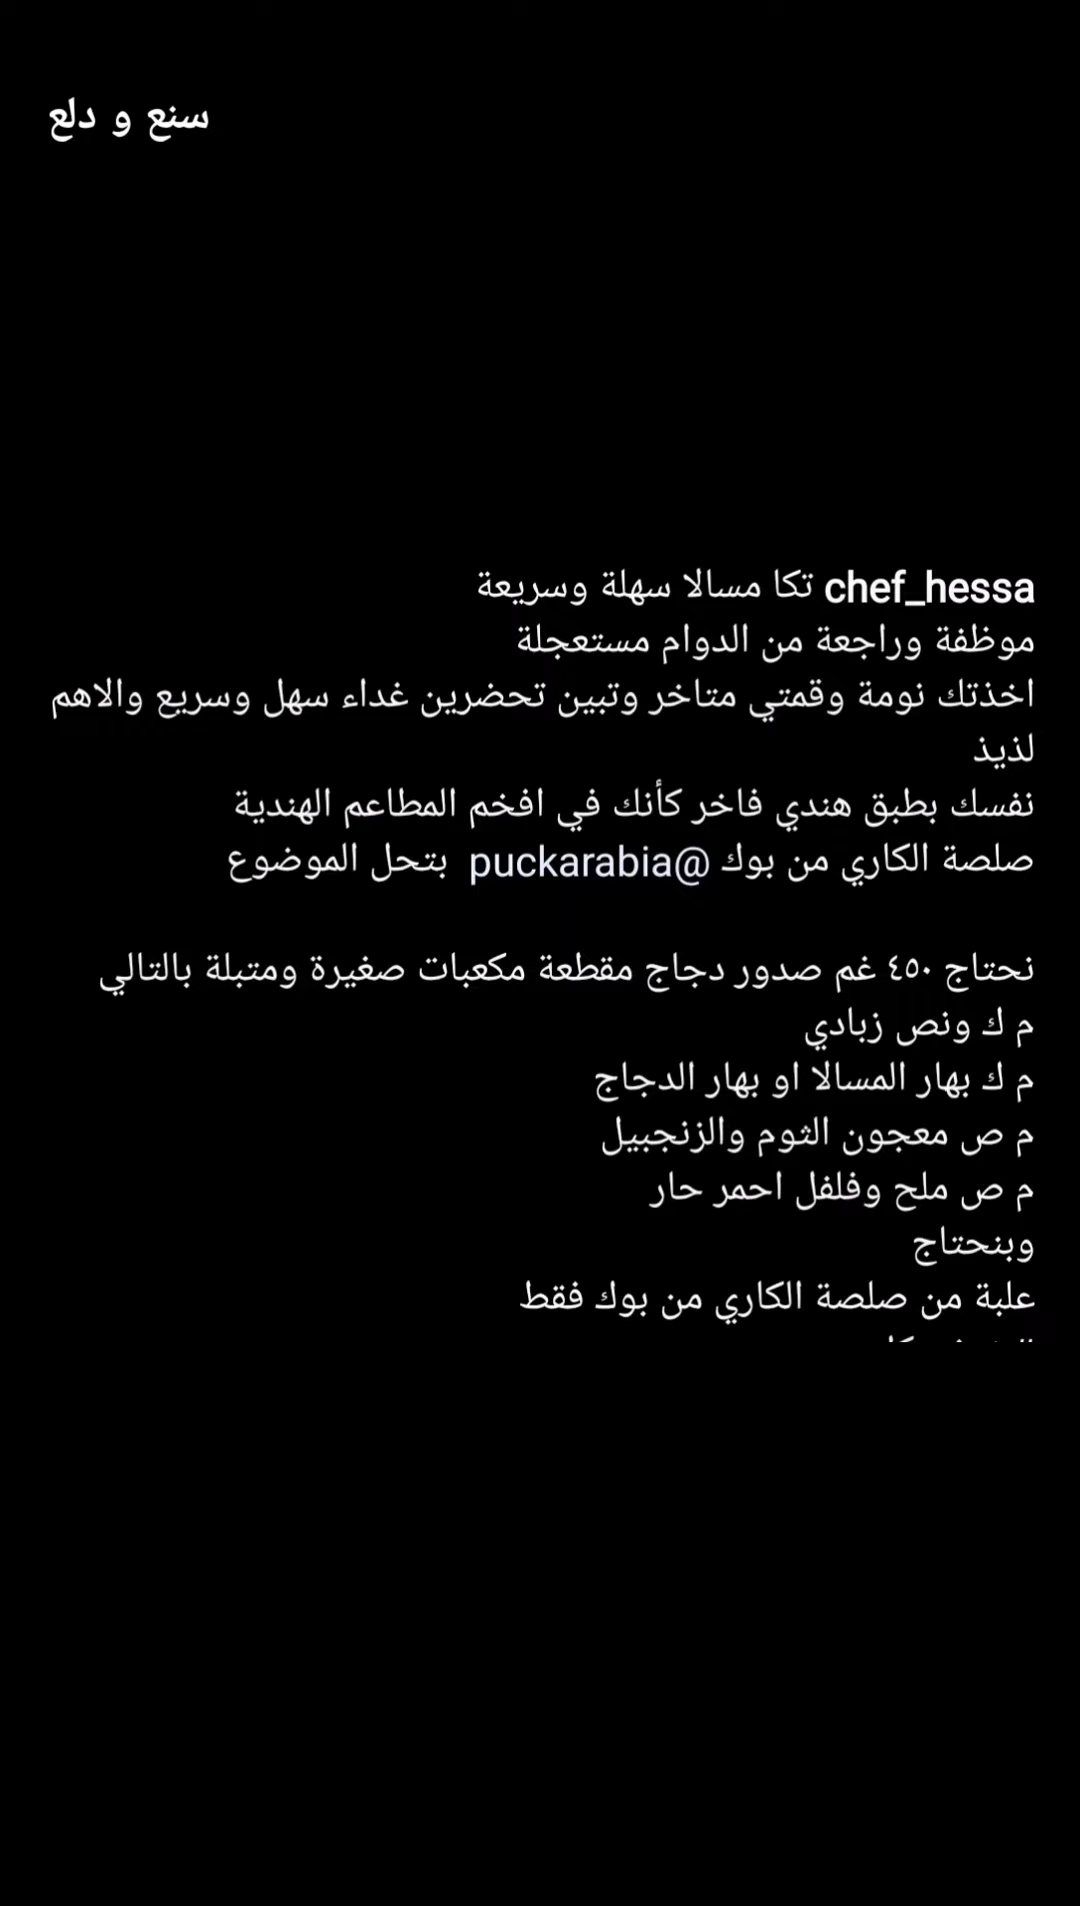 سنع و دلع
chef_hessa تكا مسالا سهلة وسريعة
موظفة وراجعة من الدوام مستعجلة
اخذتك نومة وقمتي متاخر وتبين تحضرين غداء سهل وسريع والاهم
لذيذ
نفسك بطبق هندي فاخر كأنك في افخم المطاعم الهندية
صلصة الكاري من بوك @puckarabia بتحل الموضوع
نحتاج ٤٥٠ غم صدور دجاج مقطعة مكعبات صغيرة ومتبلة بالتالي
م ك ونص زبادي
م ك بهار المسالا او بهار الدجاج
م ص معجون الثوم والزنجبيل
م ص ملح وفلفل احمر حار
وبنحتاج
علبة من صلصة الكاري من بوك فقط